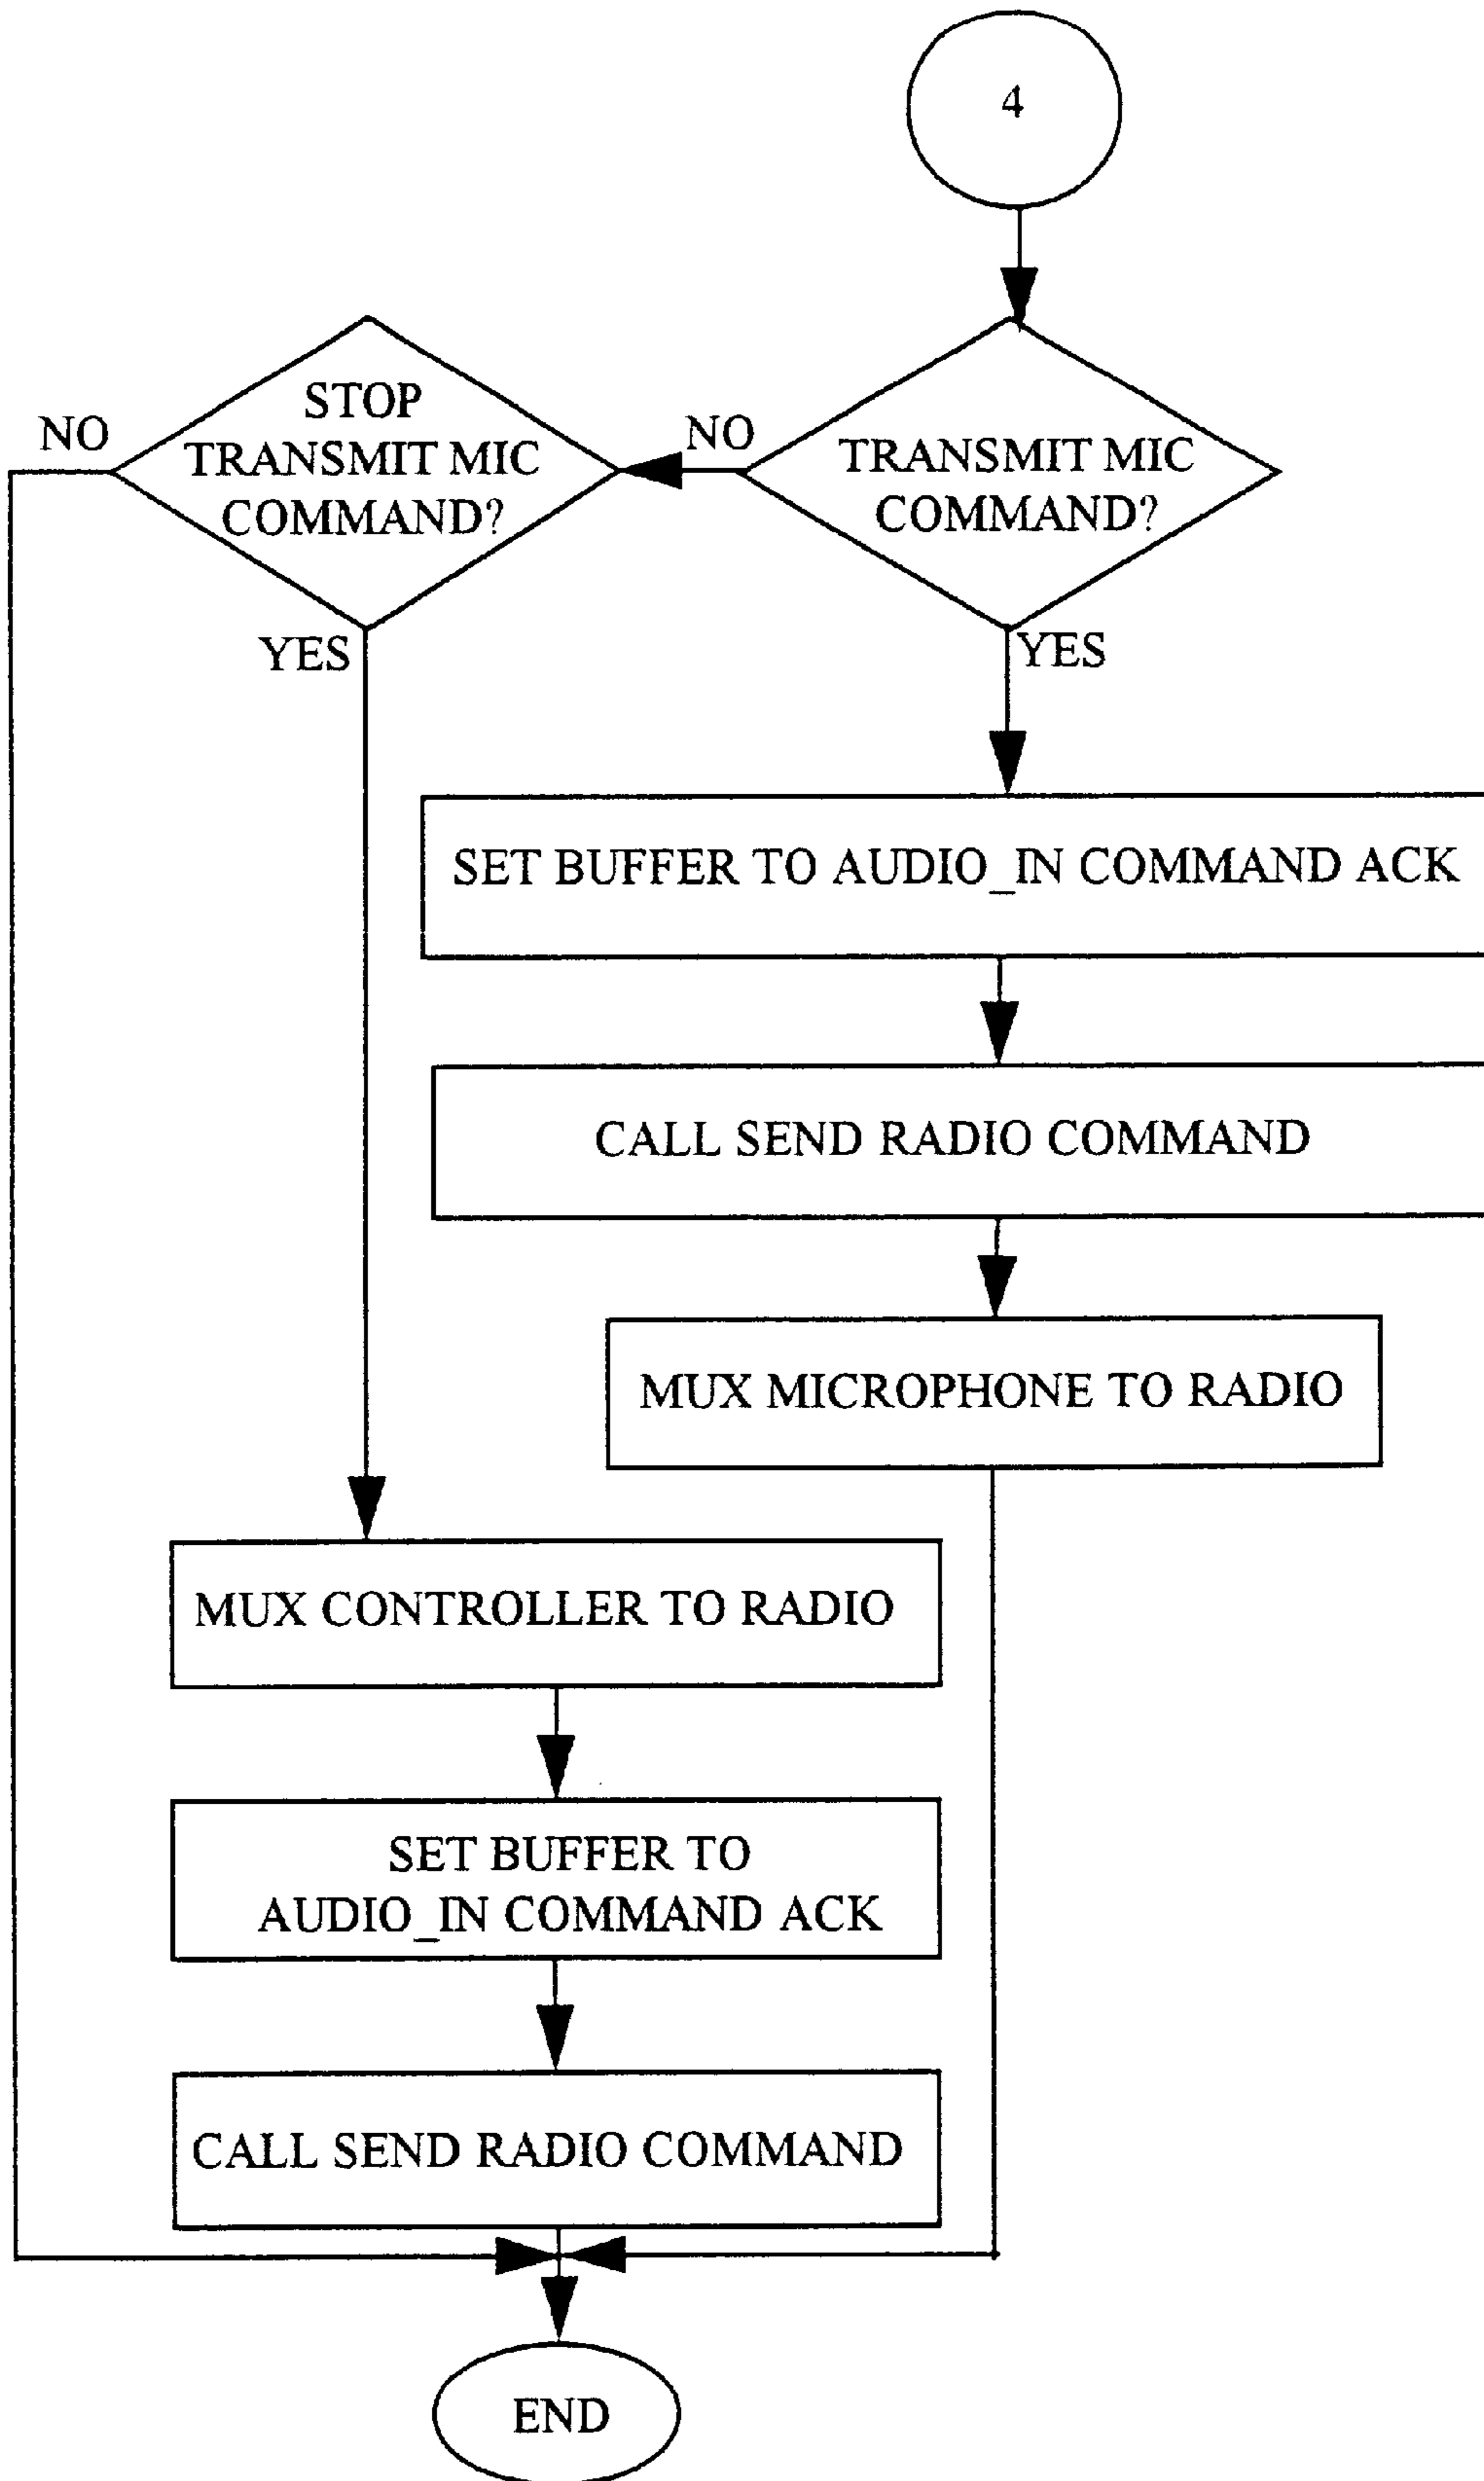 4
STOP
TRANSMIT MIC
COMMAND?
NO
NO
TRANSMIT MIC
COMMAND?
YES
YES
SET BUFFER TO AUDIO_IN COMMAND ACK
CALL SEND RADIO COMMAND
MUX MICROPHONE TO RADIO
MUX CONTROLLER TO RADIO
SET BUFFER TO
AUDIO_IN COMMAND ACK
CALL SEND RADIO COMMAND
END